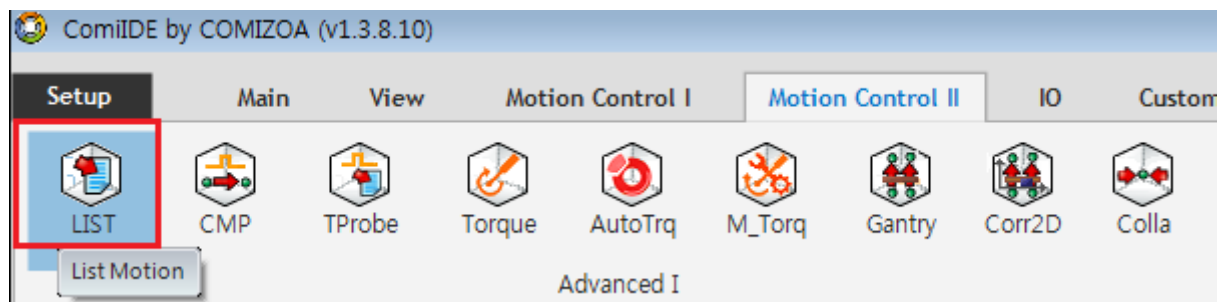 ComiIDE by COMIZOA (v1.3.8.10)
Setup Main View Motion Control I Motion Control II IO Custom
LIST CMP TProbe Torque AutoTrq M_Torq Gantry Corr2D Colla
List Motion
Advanced I